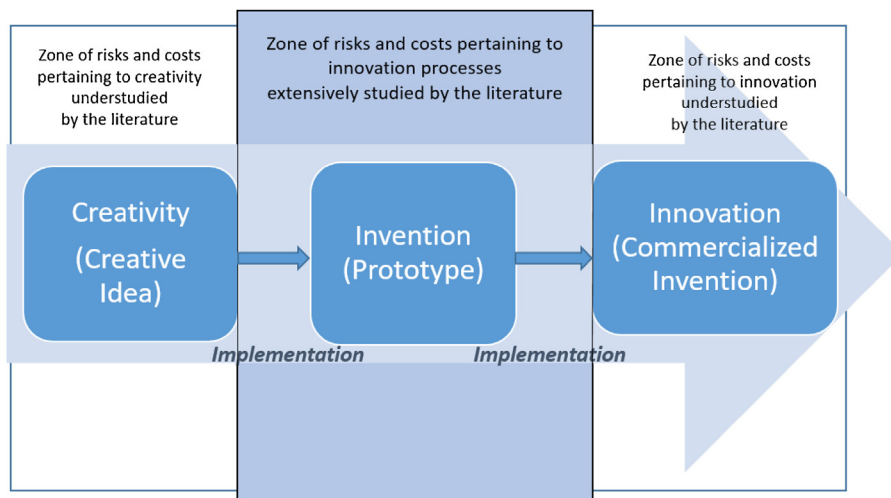 Zone of risks and costs
pertaining to creativity
understudied
by the literature
Zone of risks and costs pertaining to
innovation processes
extensively studied by the literature
Zone of risks and costs
pertaining to innovation
understudied
by the literature
Creativity
(Creative
Idea)
Invention
(Prototype)
Innovation
(Commercialized
Invention)
Implementation
Implementation